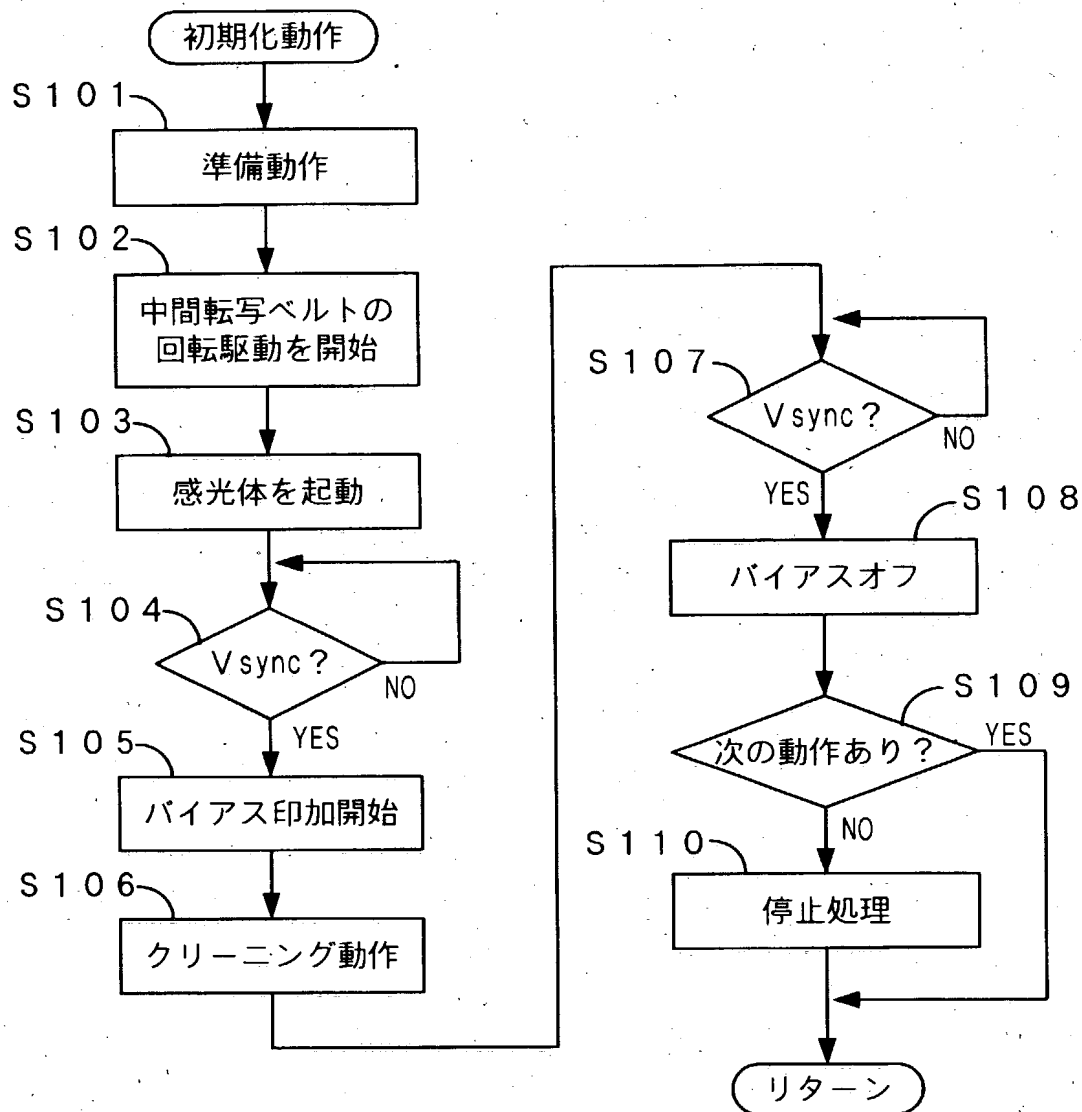 初期化動作
S101
準備動作
S102
中間転写ベルトの
回転駆動を開始
S103
感光体を起動
S104
Vsync?
NO
YES
S105
バイアス印加開始
S106
クリーニング動作
S107
Vsync?
NO
YES
S108
バイアスオフ
S109
次の動作あり?
YES
NO
S110
停止処理
リターン